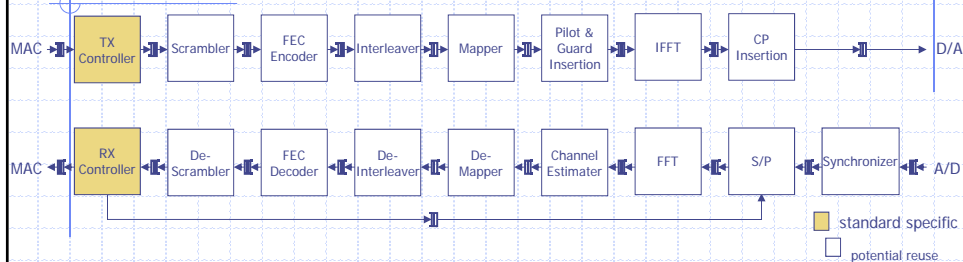 MAC
TX
Controller
Scrambler
FEC
Encoder
Interleaver
Mapper
Pilot &
Guard
Insertion
IFFT
CP
Insertion
D/A
MAC
RX
Controller
De-
Scrambler
FEC
Decoder
De-
Interleaver
De-
Mapper
Channel
Estimater
FFT
S/P
Synchronizer
A/D
standard specific
potential reuse